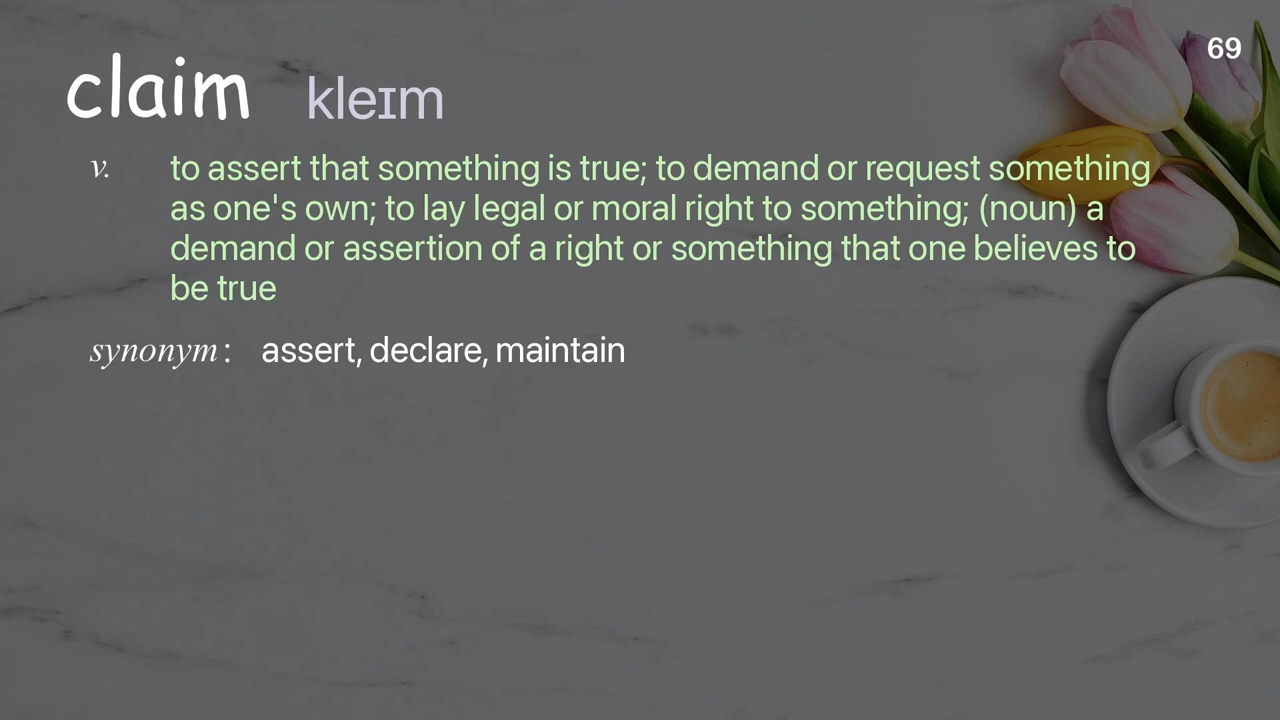 69
claim kleɪm
v. to assert that something is true; to demand or request something
as one's own; to lay legal or moral right to something; (noun) a
demand or assertion of a right or something that one believes to
be true
synonym: assert, declare, maintain